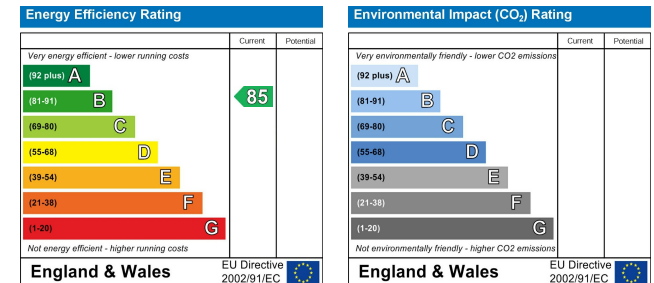 Energy Efficiency Rating
Current Potential
Very energy efficient - lower running costs
(92 plus) A
(81-91) B
85
(69-80) C
(55-68) D
(39-54) E
(21-38) F
(1-20) G
Not energy efficient - higher running costs
England & Wales
EU Directive
2002/91/EC
Environmental Impact (CO2) Rating
Current Potential
Very environmentally friendly - lower CO2 emissions
(92 plus) A
(81-91) B
(69-80) C
(55-68) D
(39-54) E
(21-38) F
(1-20) G
Not environmentally friendly - higher CO2 emissions
England & Wales
EU Directive
2002/91/EC